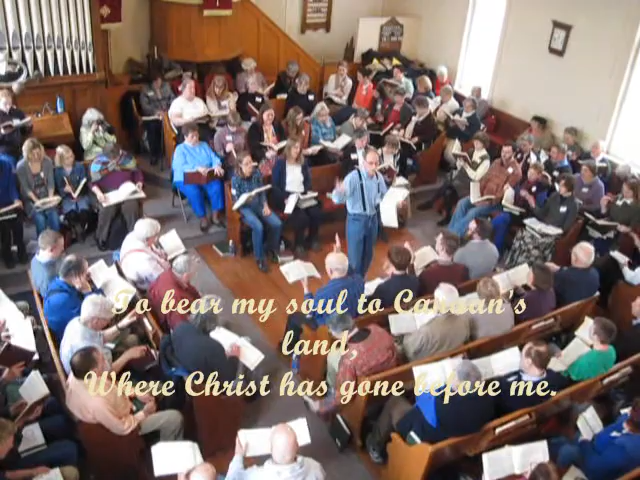 To bear my soul to Canaan's
land,
Where Christ has gone before me.